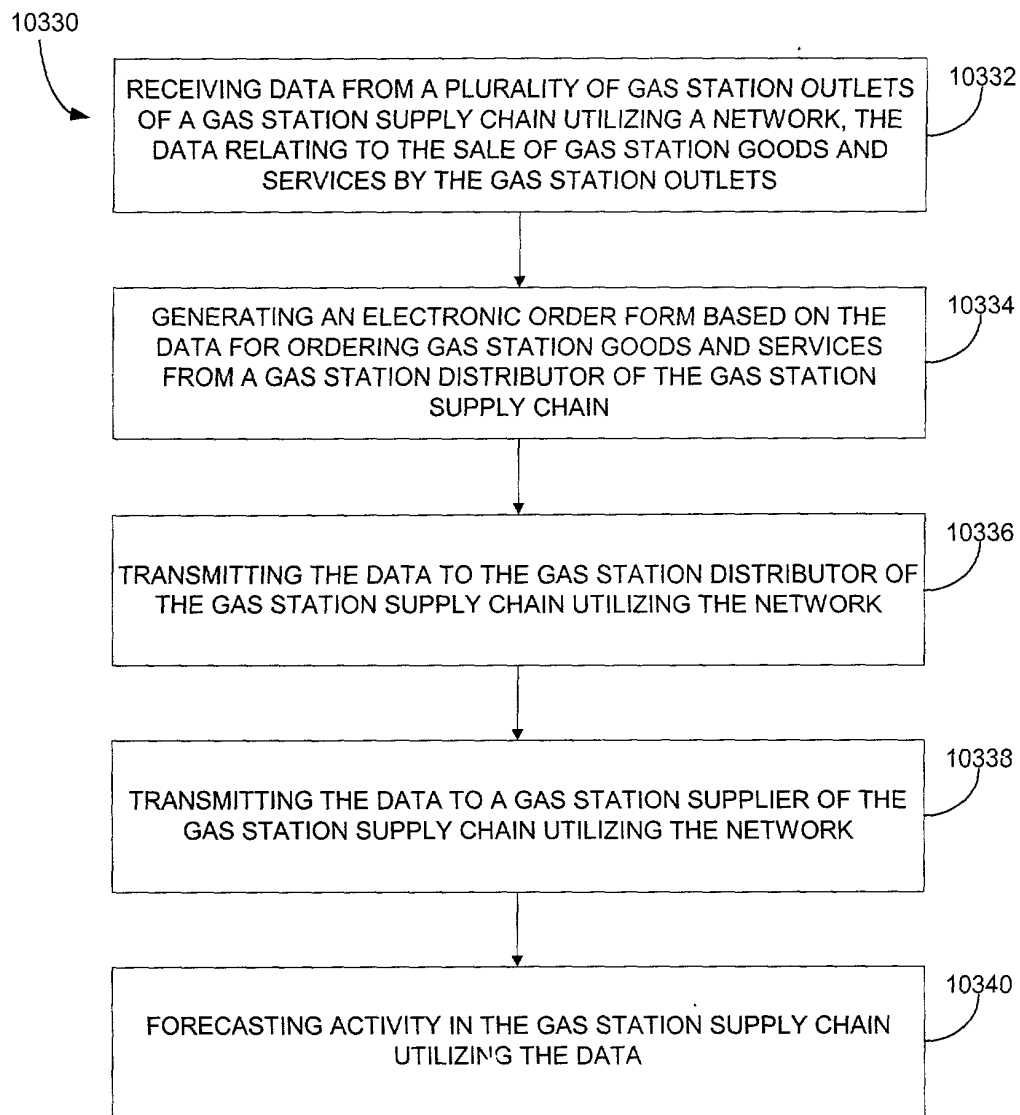 10330
10332
RECEIVING DATA FROM A PLURALITY OF GAS STATION OUTLETS
OF A GAS STATION SUPPLY CHAIN UTILIZING A NETWORK, THE
DATA RELATING TO THE SALE OF GAS STATION GOODS AND
SERVICES BY THE GAS STATION OUTLETS
10334
GENERATING AN ELECTRONIC ORDER FORM BASED ON THE
DATA FOR ORDERING GAS STATION GOODS AND SERVICES
FROM A GAS STATION DISTRIBUTOR OF THE GAS STATION
SUPPLY CHAIN
10336
TRANSMITTING THE DATA TO THE GAS STATION DISTRIBUTOR OF
THE GAS STATION SUPPLY CHAIN UTILIZING THE NETWORK
10338
TRANSMITTING THE DATA TO A GAS STATION SUPPLIER OF THE
GAS STATION SUPPLY CHAIN UTILIZING THE NETWORK
10340
FORECASTING ACTIVITY IN THE GAS STATION SUPPLY CHAIN
UTILIZING THE DATA